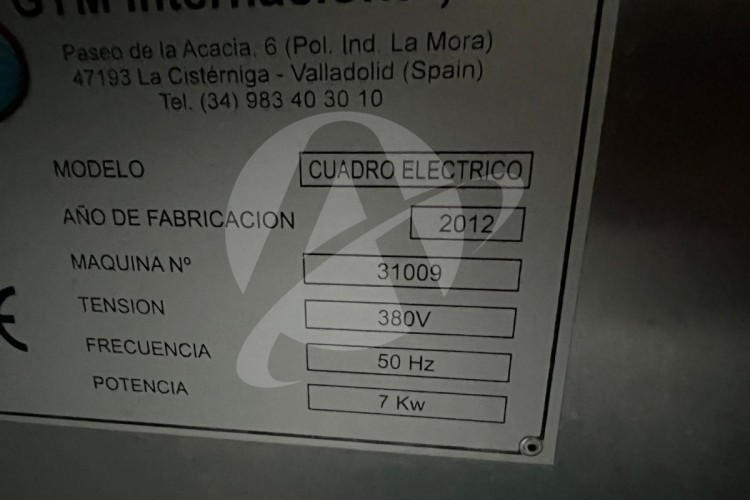 Paseo de la Acacia, 6 (Pol. Ind. La Mora)
47193 La Cistérniga - Valladolid (Spain)
Tel. (34) 983 40 30 10
MODELO CUADRO ELECTRICO
AÑO DE FABRICACION 2012
MAQUINA Nº 31009
TENSION 380V
FRECUENCIA 50 Hz
POTENCIA 7 Kw
CE